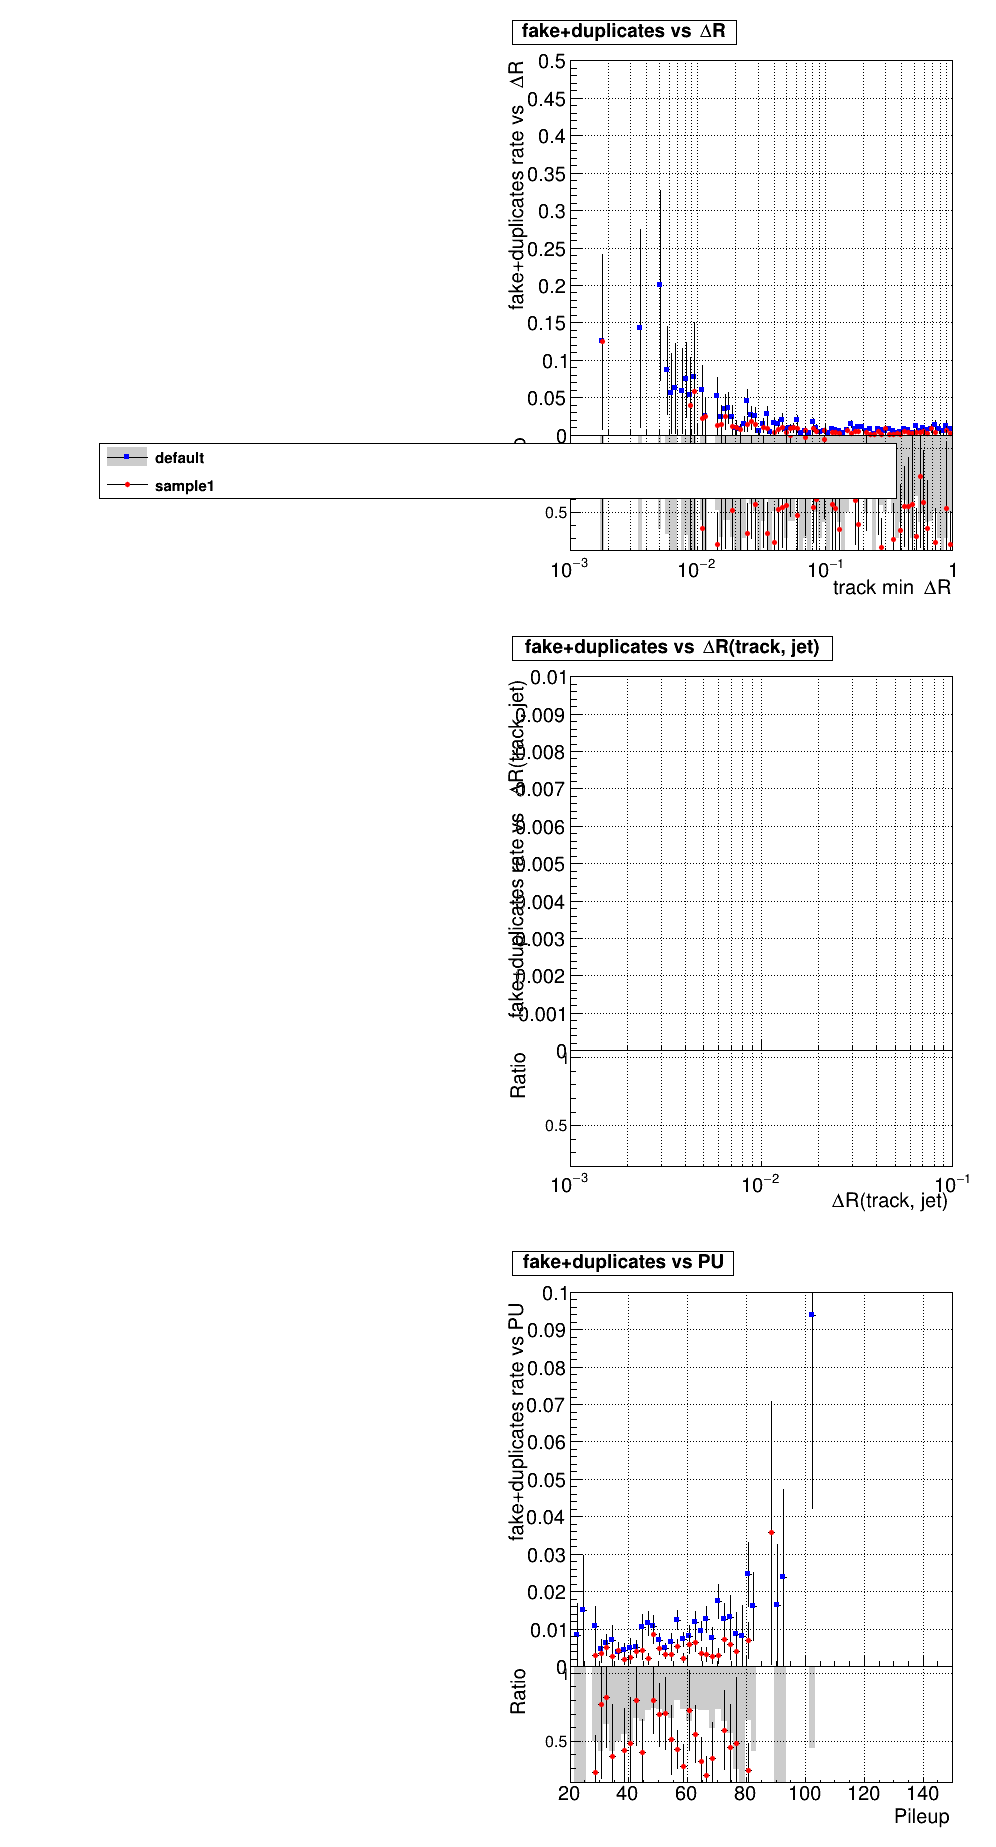 fake+duplicates vs ΔR
fake+duplicates rate vs ΔR
0.5
0.45
0.4
0.35
0.3
0.25
0.2
0.15
0.1
0.05
0
default
sample1
0.5
10⁻³ 10⁻² 10⁻¹ 1
track min ΔR
fake+duplicates vs ΔR(track, jet)
fake+duplicates rate vs ΔR(track, jet)
0.01
0.009
0.008
0.007
0.006
0.005
0.004
0.003
0.002
0.001
0
Ratio
1
0.5
10⁻³ 10⁻² 10⁻¹
ΔR(track, jet)
fake+duplicates vs PU
fake+duplicates rate vs PU
0.1
0.09
0.08
0.07
0.06
0.05
0.04
0.03
0.02
0.01
0
Ratio
1
0.5
20 40 60 80 100 120 140
Pileup